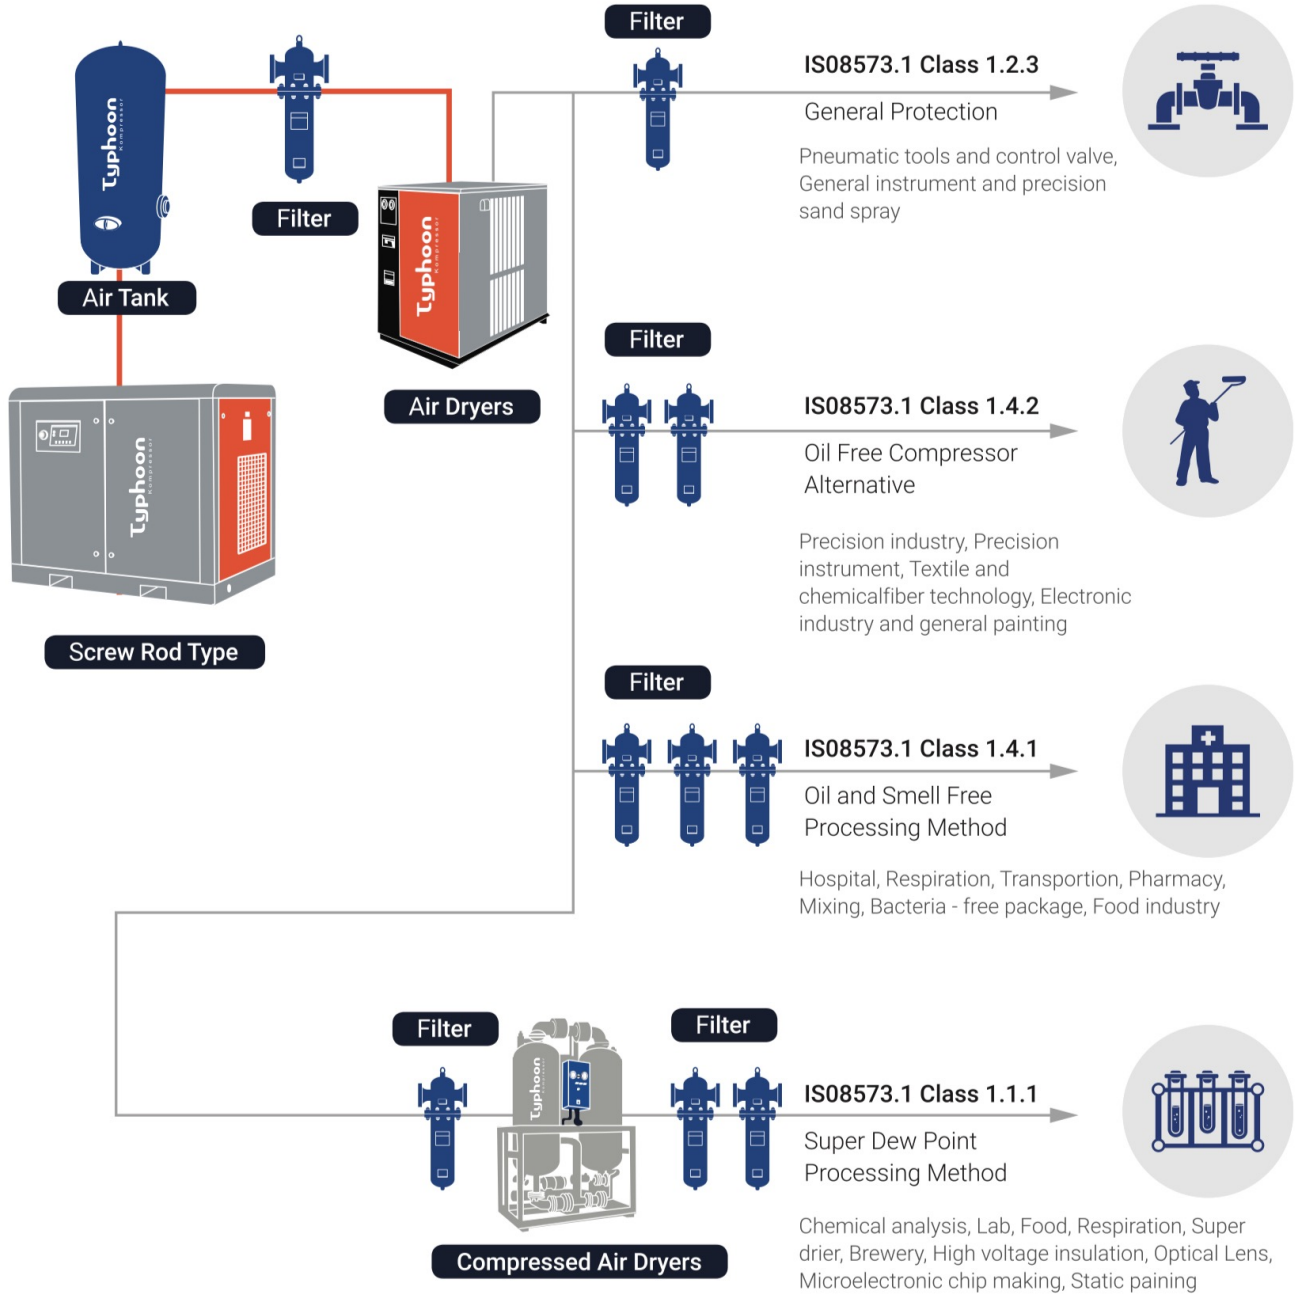 Typhoon
Kompressor
Filter
Air Tank
Typhoon
Kompressor
Air Dryers
Typhoon
Kompressor
Screw Rod Type
Filter
IS08573.1 Class 1.2.3
General Protection
Pneumatic tools and control valve,
General instrument and precision
sand spray
Filter
IS08573.1 Class 1.4.2
Oil Free Compressor
Alternative
Precision industry, Precision
instrument, Textile and
chemicalfiber technology, Electronic
industry and general painting
Filter
IS08573.1 Class 1.4.1
Oil and Smell Free
Processing Method
Hospital, Respiration, Transportion, Pharmacy,
Mixing, Bacteria - free package, Food industry
Filter
Typhoon
Compressed Air Dryers
Filter
IS08573.1 Class 1.1.1
Super Dew Point
Processing Method
Chemical analysis, Lab, Food, Respiration, Super
drier, Brewery, High voltage insulation, Optical Lens,
Microelectronic chip making, Static paining